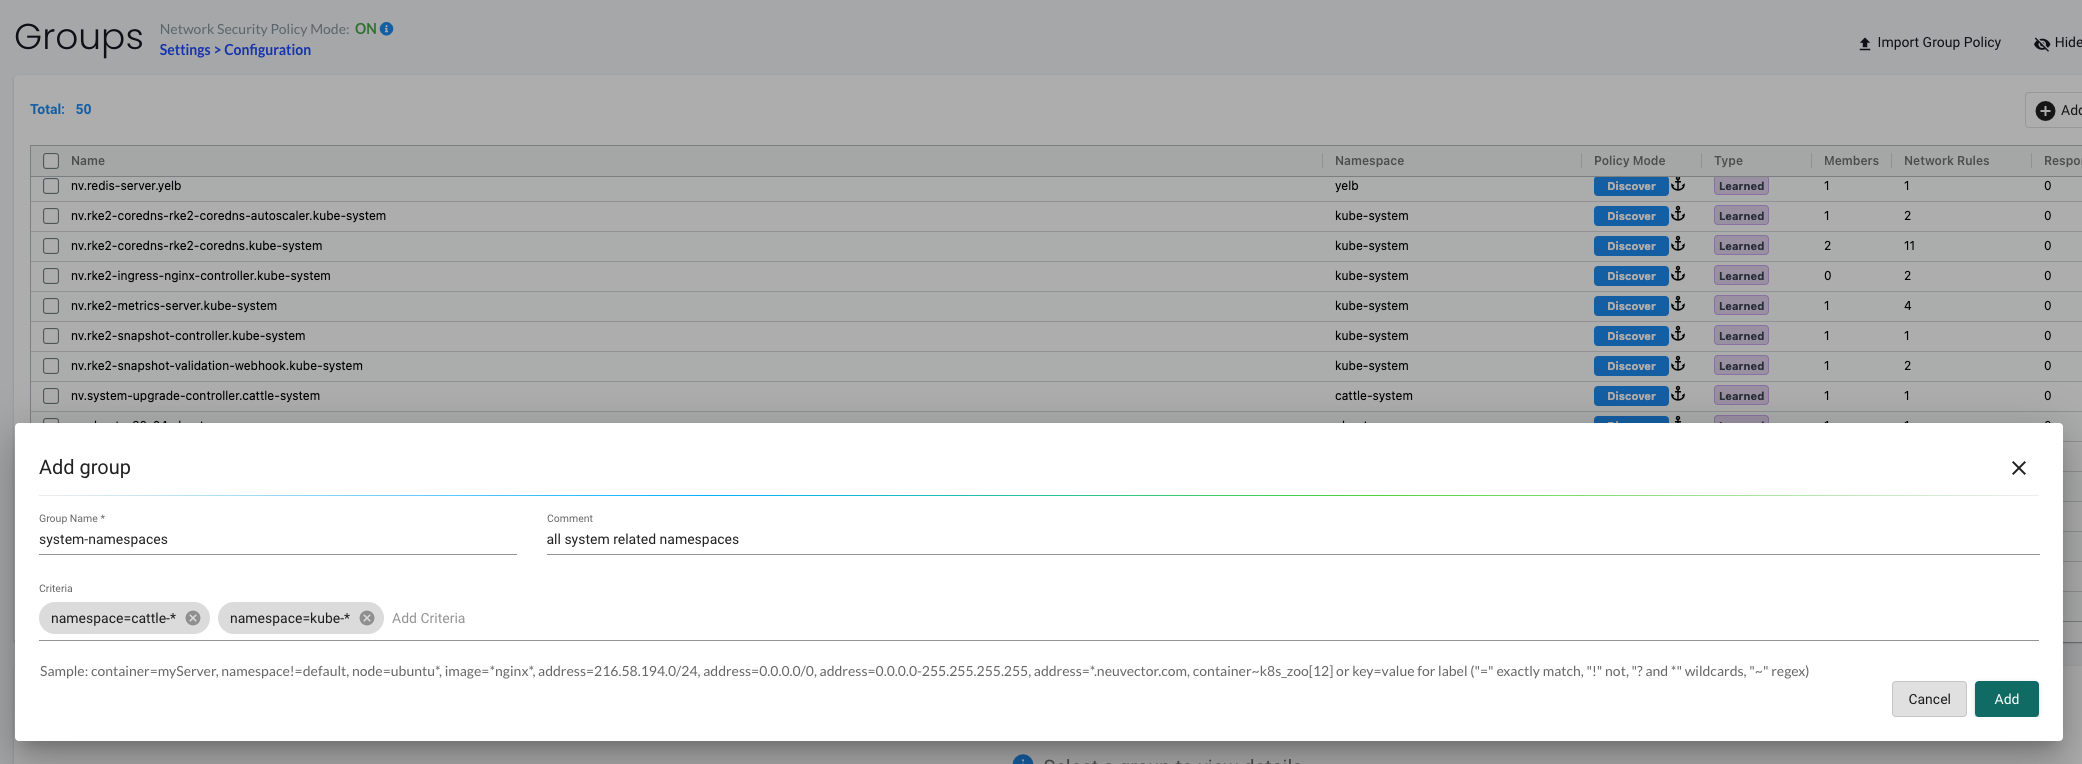 Groups
Network Security Policy Mode: ON
Settings > Configuration
Import Group Policy
Hide
Total: 50
Add
Name Namespace Policy Mode Type Members Network Rules Respo
nv.redis-server.yelb yelb Discover Learned 1 1 0
nv.rke2-coredns-rke2-coredns-autoscaler.kube-system kube-system Discover Learned 1 2 0
nv.rke2-coredns-rke2-coredns.kube-system kube-system Discover Learned 2 11 0
nv.rke2-ingress-nginx-controller.kube-system kube-system Discover Learned 0 2 0
nv.rke2-metrics-server.kube-system kube-system Discover Learned 1 4 0
nv.rke2-snapshot-controller.kube-system kube-system Discover Learned 1 1 0
nv.rke2-snapshot-validation-webhook.kube-system kube-system Discover Learned 1 2 0
nv.system-upgrade-controller.cattle-system cattle-system Discover Learned 1 1 0
Add group
Group Name * Comment
system-namespaces all system related namespaces
Criteria
namespace=cattle-* namespace=kube-* Add Criteria
Sample: container=myServer, namespace!=default, node=ubuntu*, image=*nginx*, address=216.58.194.0/24, address=0.0.0.0/0, address=0.0.0.0-255.255.255.255, address=*.neuvector.com, container~k8s_zoo[12] or key=value for label ("=" exactly match, "!" not, "? and *" wildcards, "~" regex)
Cancel Add
Select a group to view details